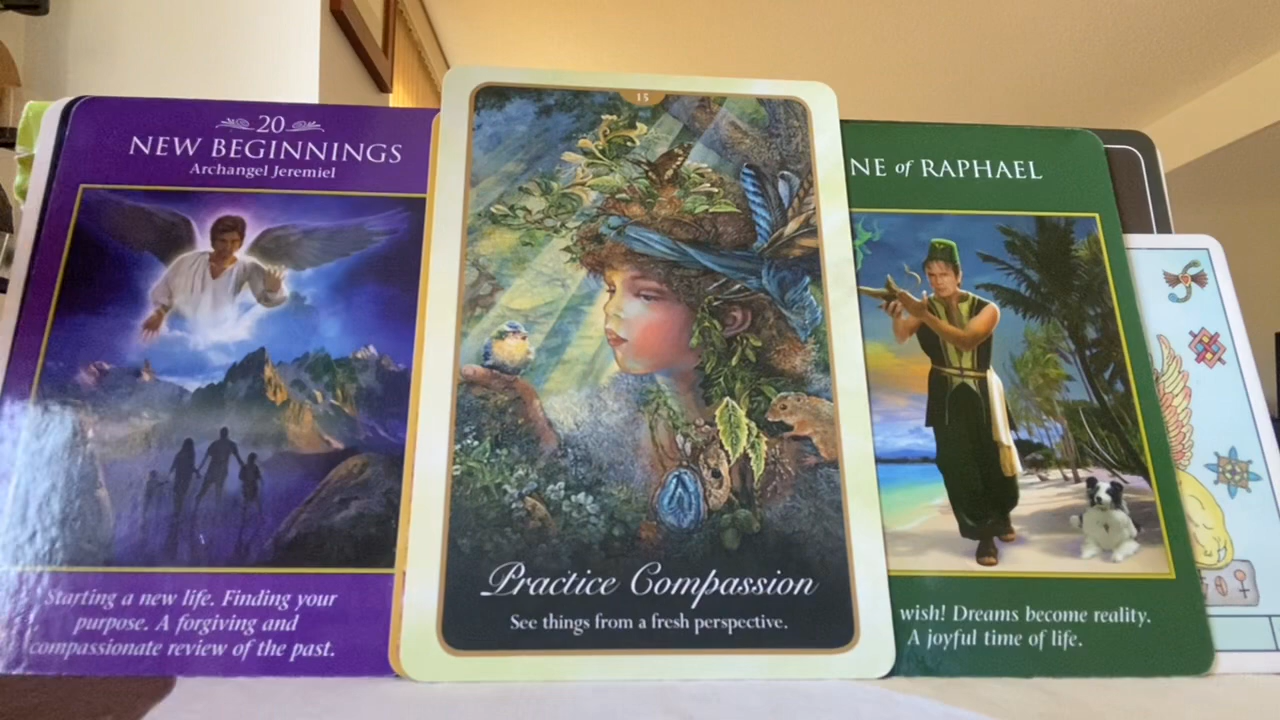 20
NEW BEGINNINGS
Archangel Jeremiel
Starting a new life. Finding your
purpose. A forgiving and
compassionate review of the past.
15
Practice Compassion
See things from a fresh perspective.
NE of RAPHAEL
wish! Dreams become reality.
A joyful time of life.